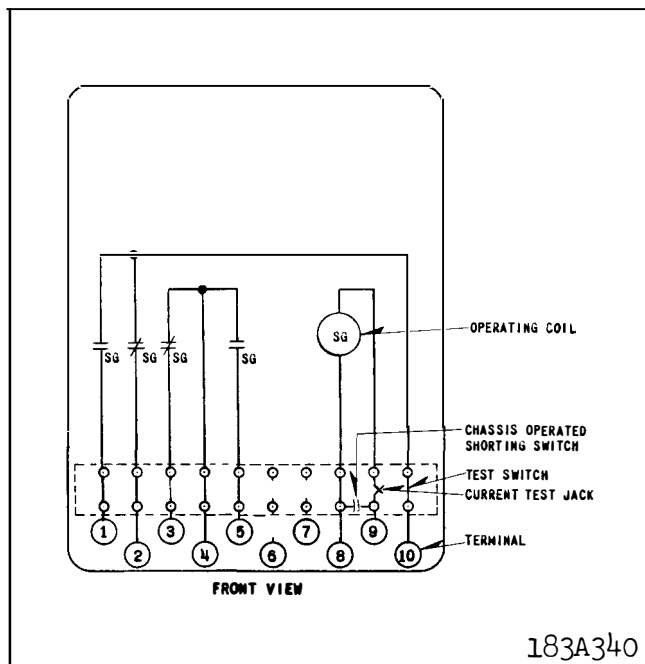 SG
SG
SG
SG
SG
OPERATING COIL
CHASSIS OPERATED
SHORTING SWITCH
TEST SWITCH
CURRENT TEST JACK
1
3
5
7
9
2
4
6
8
10
TERMINAL
FRONT VIEW
183A340